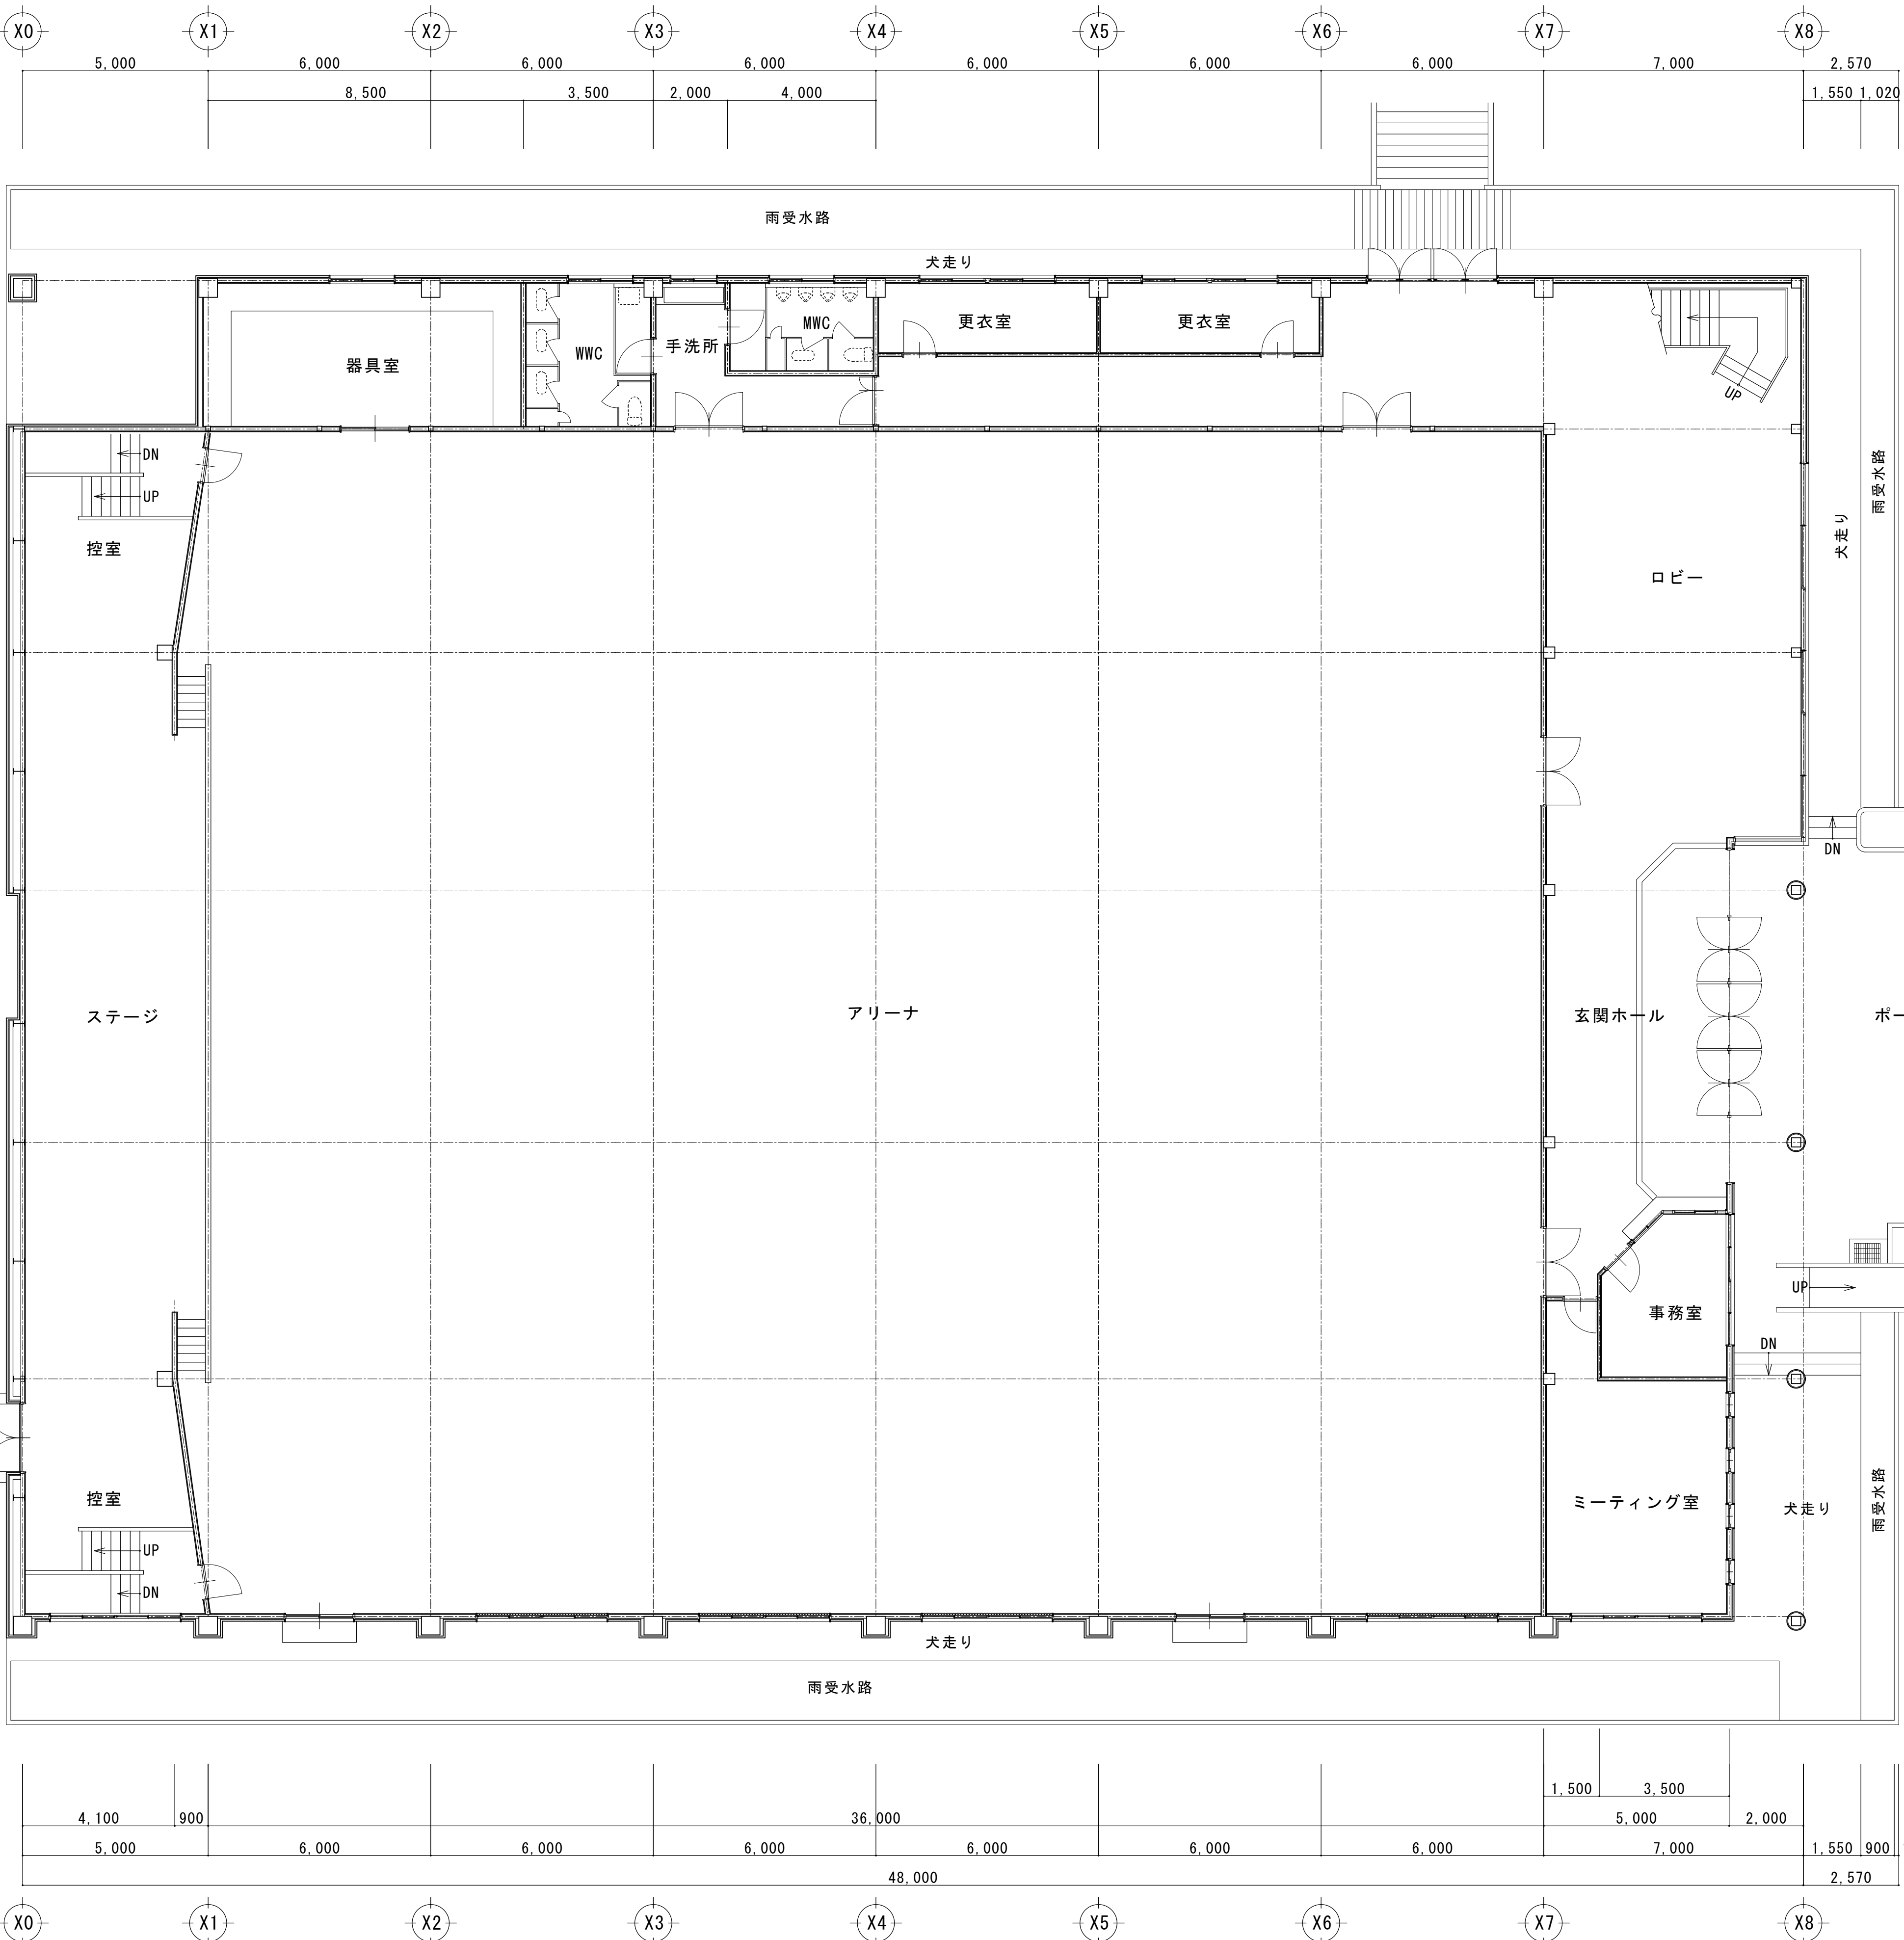 X0 X1 X2 X3 X4 X5 X6 X7 X8
5,000 6,000 6,000 6,000 6,000 6,000 6,000 7,000 2,570
8,500 3,500 2,000 4,000 1,550 1,020
雨受水路
犬走り
器具室
WWC
手洗所
MWC
更衣室
更衣室
UP
DN
UP
控室
ロビー
犬走り
雨受水路
DN
ステージ
アリーナ
玄関ホール
ポー
UP
事務室
DN
控室
ミーティング室
犬走り
雨受水路
UP
DN
犬走り
雨受水路
1,500 3,500
4,100 900 36,000 5,000 2,000
5,000 6,000 6,000 6,000 6,000 6,000 6,000 7,000 1,550 900
48,000 2,570
X0 X1 X2 X3 X4 X5 X6 X7 X8